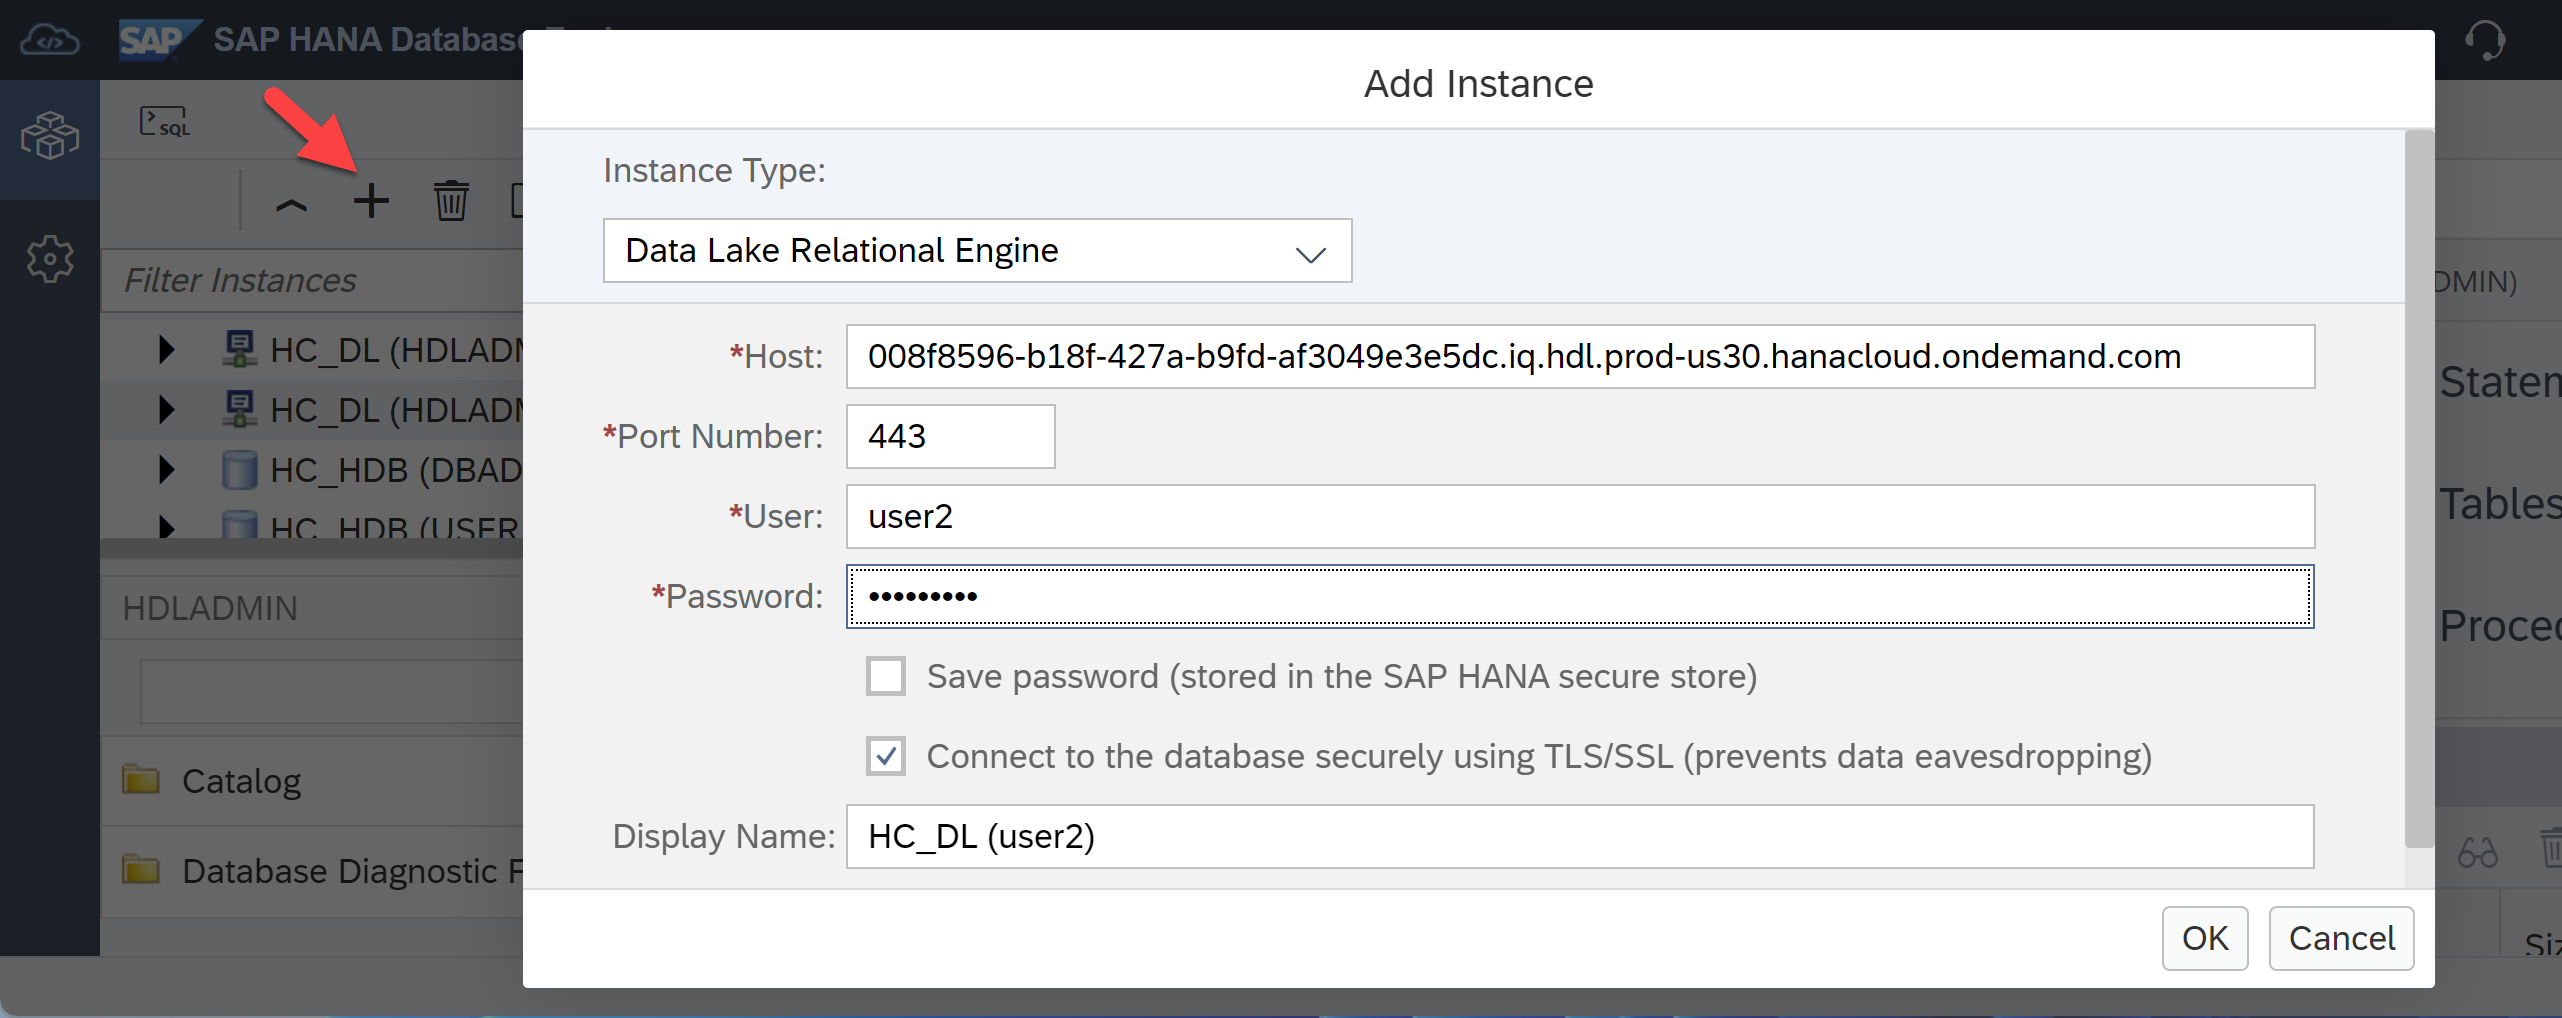 SAP SAP HANA Database
Add Instance
SQL
Instance Type:
Data Lake Relational Engine
Filter Instances
HC_DL (HDLADM
HC_DL (HDLADM
HC_HDB (DBAD
HC_HDB (USER
*Host: 008f8596-b18f-427a-b9fd-af3049e3e5dc.iq.hdl.prod-us30.hanacloud.ondemand.com
*Port Number: 443
*User: user2
*Password: •••••••••
Save password (stored in the SAP HANA secure store)
Connect to the database securely using TLS/SSL (prevents data eavesdropping)
Display Name: HC_DL (user2)
OK Cancel
HDLADMIN
Catalog
Database Diagnostic F
DMIN)
Statem
Tables
Proced
Siz